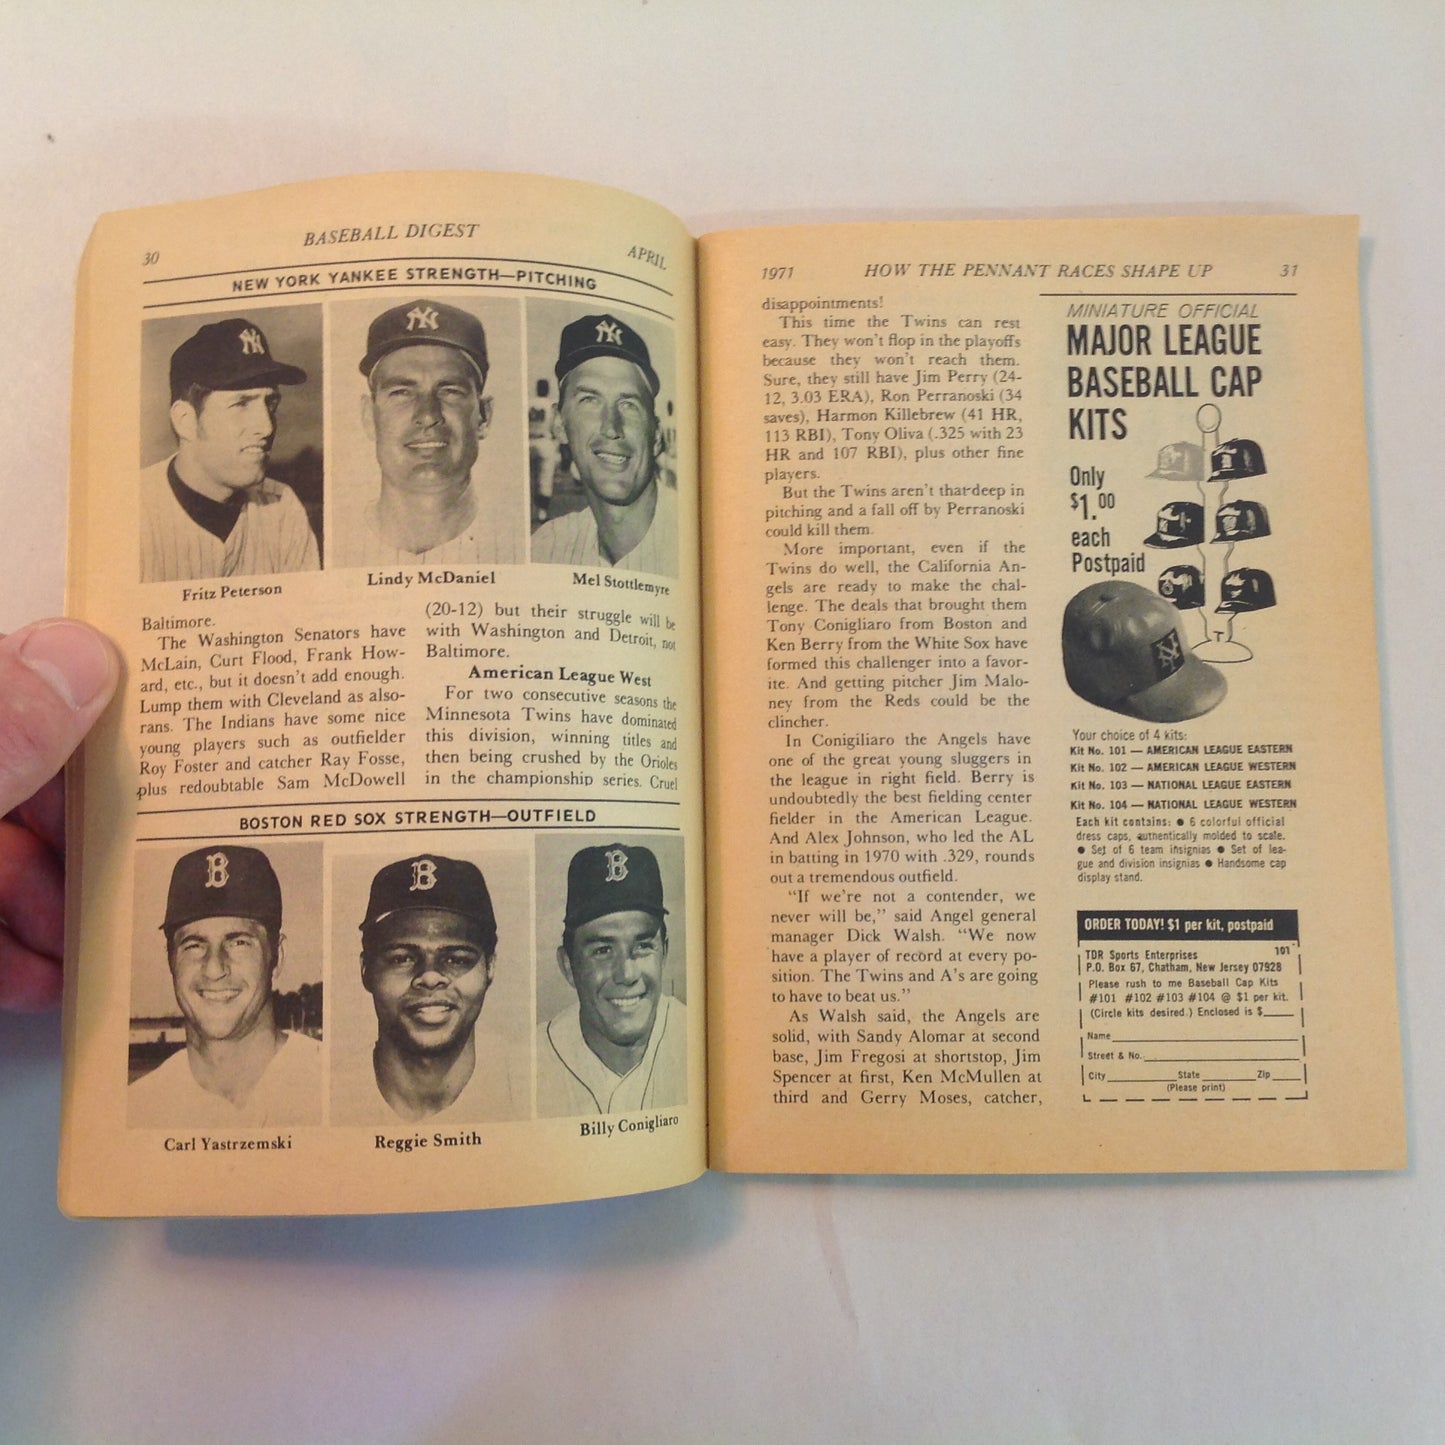 30
BASEBALL DIGEST
APRIL
NEW YORK YANKEE STRENGTH—PITCHING
Fritz Peterson
Lindy McDaniel
Mel Stottlemyre
Baltimore.
The Washington Senators have
McLain, Curt Flood, Frank How-
ard, etc., but it doesn't add enough.
Lump them with Cleveland as also-
rans. The Indians have some nice
young players such as outfielder
Roy Foster and catcher Ray Fosse,
plus redoubtable Sam McDowell
(20-12) but their struggle will be
with Washington and Detroit, not
Baltimore.
American League West
For two consecutive seasons the
Minnesota Twins have dominated
this division, winning titles and
then being crushed by the Orioles
in the championship series. Cruel
BOSTON RED SOX STRENGTH—OUTFIELD
B
B
B
Carl Yastrzemski
Reggie Smith
Billy Conigliaro
1971
HOW THE PENNANT RACES SHAPE UP
31
disappointments!
This time the Twins can rest
easy. They won't flop in the playoffs
because they won't reach them.
Sure, they still have Jim Perry (24-
12, 3.03 ERA), Ron Perranoski (34
saves), Harmon Killebrew (41 HR,
113 RBI), Tony Oliva (.325 with 23
HR and 107 RBI), plus other fine
players.
But the Twins aren't that deep in
pitching and a fall off by Perranoski
could kill them.
More important, even if the
Twins do well, the California An-
gels are ready to make the chal-
lenge. The deals that brought them
Tony Conigliaro from Boston and
Ken Berry from the White Sox have
formed this challenger into a favor-
ite. And getting pitcher Jim Malo-
ney from the Reds could be the
clincher.
In Conigiliaro the Angels have
one of the great young sluggers in
the league in right field. Berry is
undoubtedly the best fielding center
fielder in the American League.
And Alex Johnson, who led the AL
in batting in 1970 with .329, rounds
out a tremendous outfield.
"If we're not a contender, we
never will be," said Angel general
manager Dick Walsh. "We now
have a player of record at every po-
sition. The Twins and A's are going
to have to beat us."
As Walsh said, the Angels are
solid, with Sandy Alomar at second
base, Jim Fregosi at shortstop, Jim
Spencer at first, Ken McMullen at
third and Gerry Moses, catcher,
MINIATURE OFFICIAL
MAJOR LEAGUE
BASEBALL CAP
KITS
Only
$1.00
each
Postpaid
Your choice of 4 kits:
Kit No. 101 — AMERICAN LEAGUE EASTERN
Kit No. 102 — AMERICAN LEAGUE WESTERN
Kit No. 103 — NATIONAL LEAGUE EASTERN
Kit No. 104 — NATIONAL LEAGUE WESTERN
Each kit contains: ● 6 colorful official
dress caps, authentically molded to scale.
● Set of 6 team insignias ● Set of lea-
gue and division insignias ● Handsome cap
display stand.
ORDER TODAY! $1 per kit, postpaid
TDR Sports Enterprises 101
P.O. Box 67, Chatham, New Jersey 07928
Please rush to me Baseball Cap Kits
#101 #102 #103 #104 @ $1 per kit.
(Circle kits desired.) Enclosed is $
Name
Street & No.
City State Zip
(Please print)